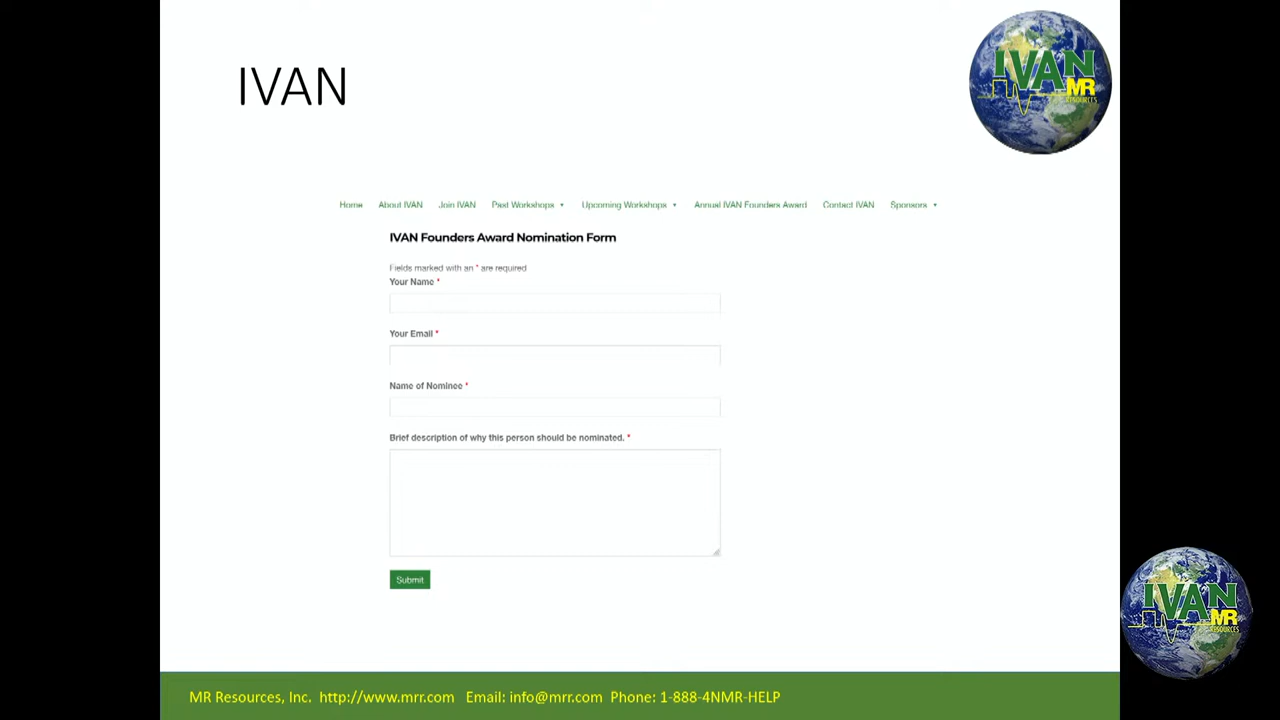 IVAN
IVAN
MR
RESOURCES
Home About IVAN Join IVAN Past Workshops Upcoming Workshops Annual IVAN Founders Award Contact IVAN Sponsors
IVAN Founders Award Nomination Form
Fields marked with an * are required
Your Name *
Your Email *
Name of Nominee *
Brief description of why this person should be nominated. *
Submit
IVAN
MR
RESOURCES
MR Resources, Inc. http://www.mrr.com Email: info@mrr.com Phone: 1-888-4NMR-HELP